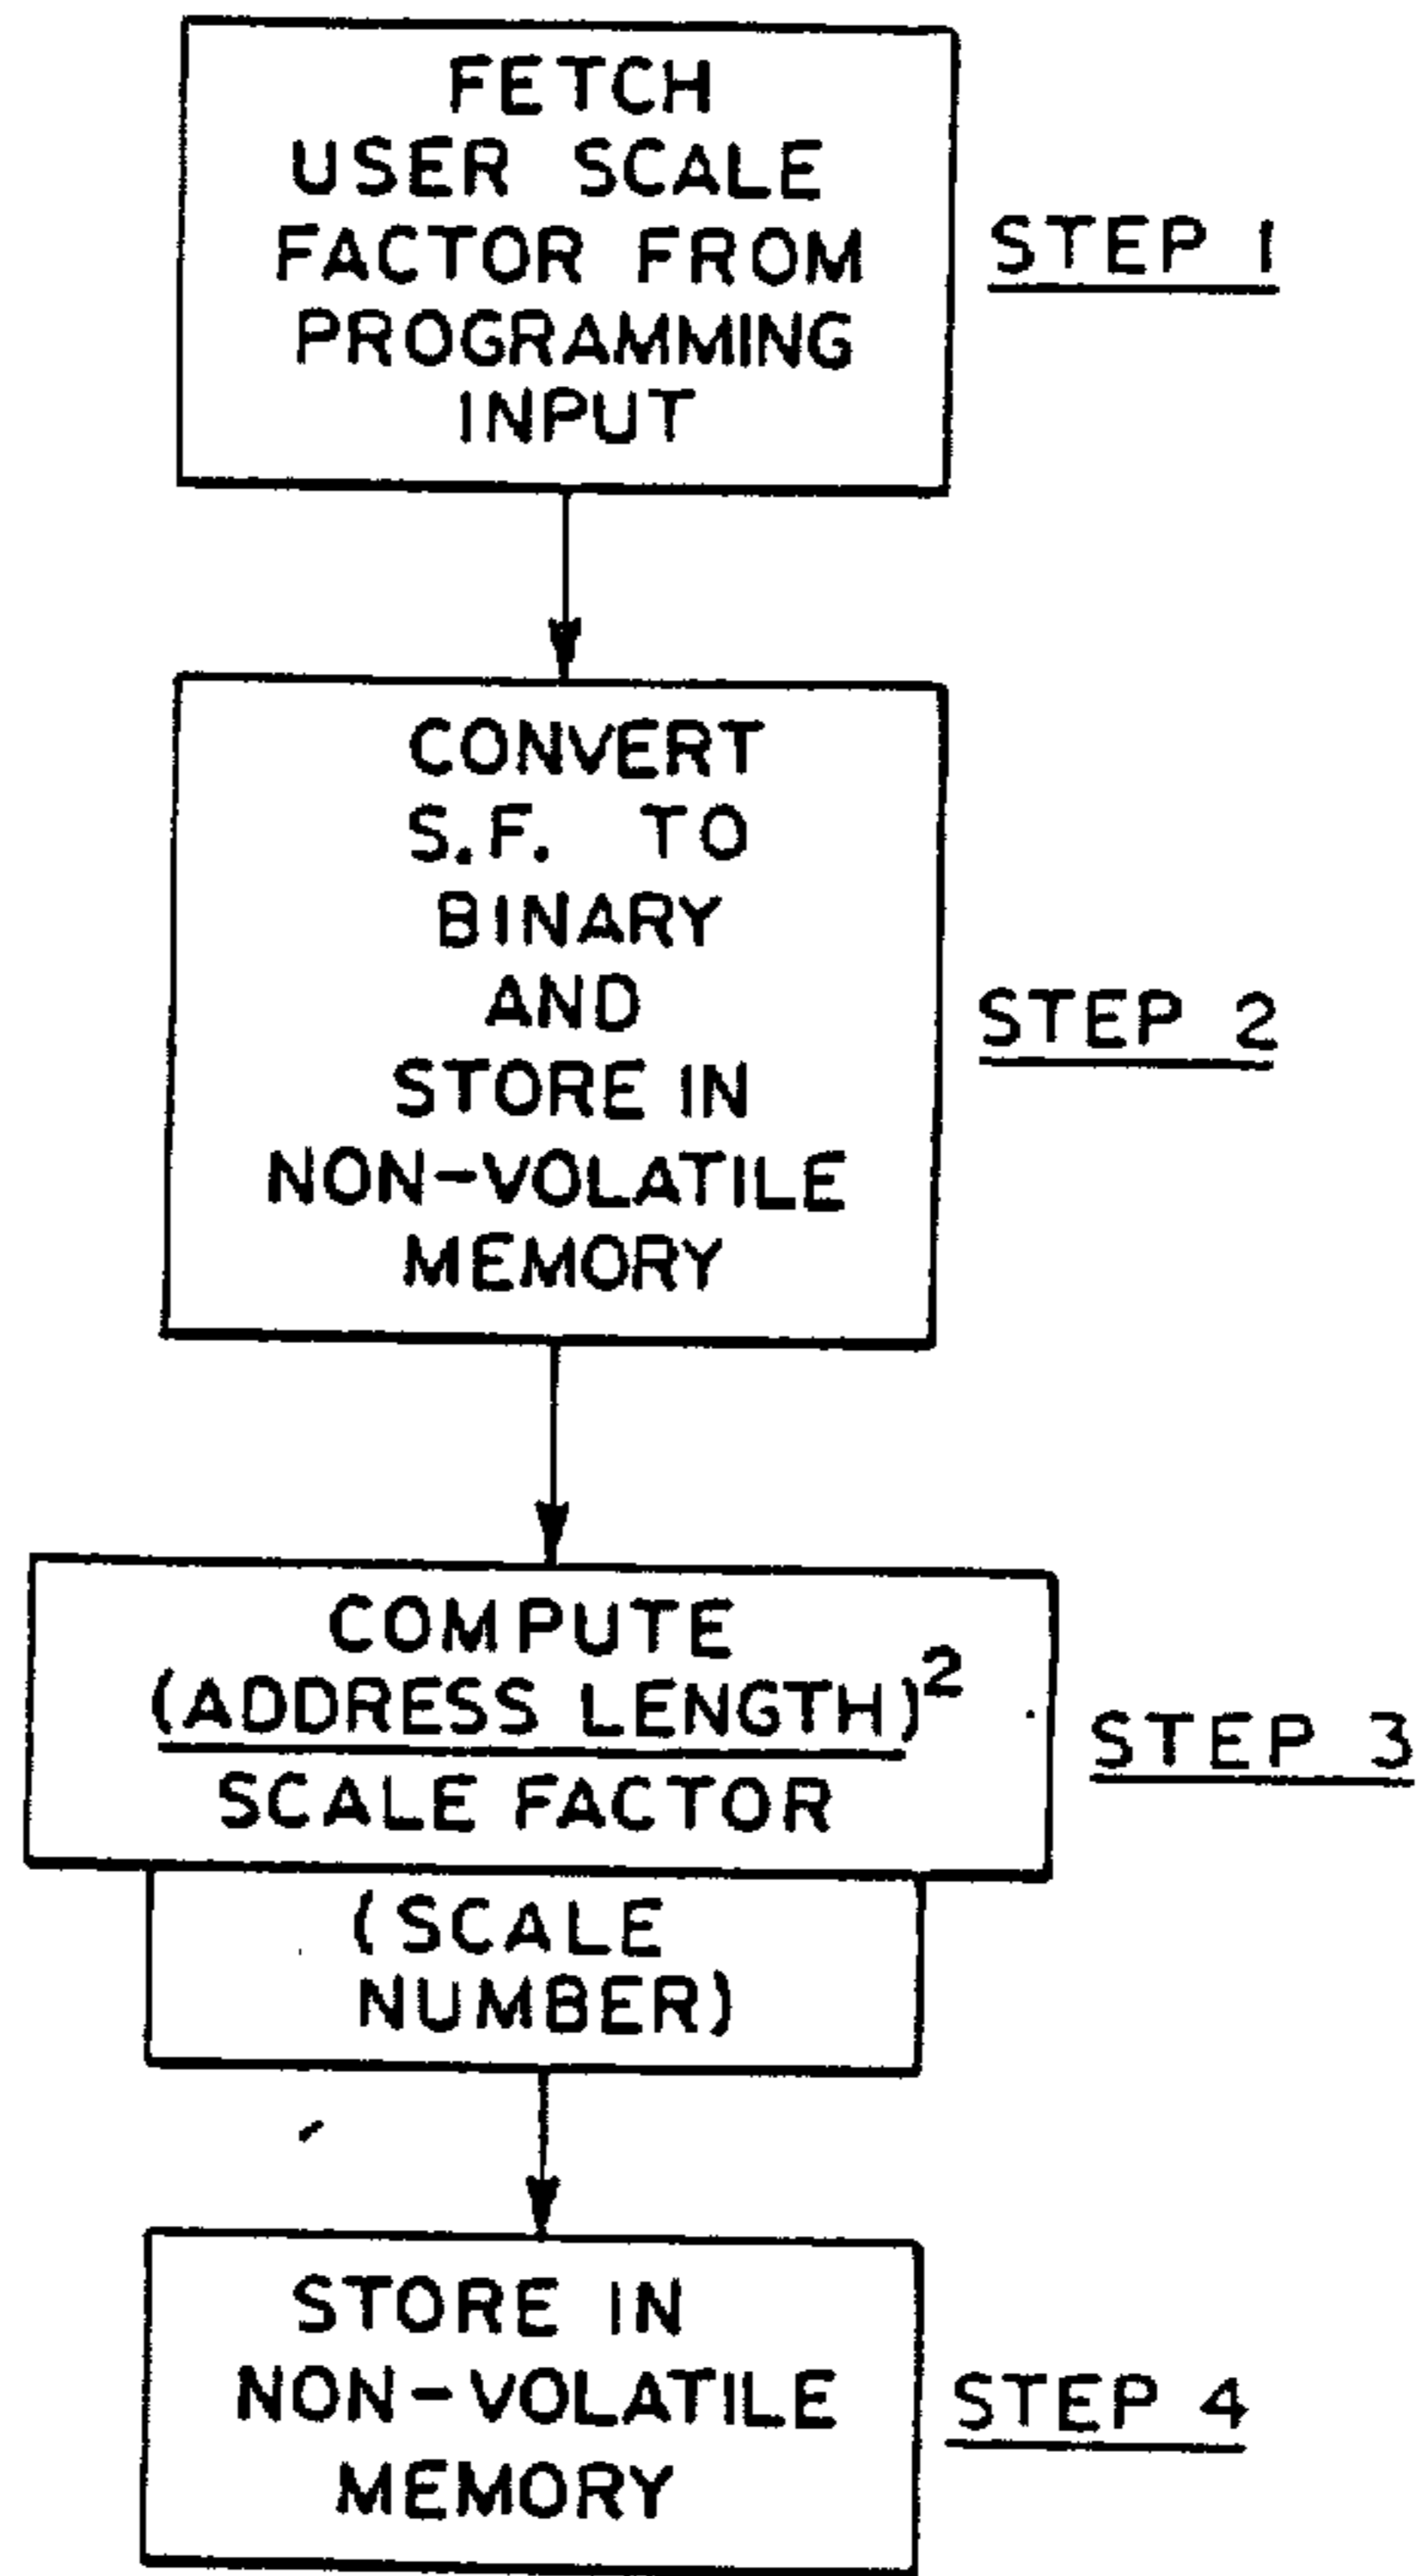 FETCH
USER SCALE
FACTOR FROM
PROGRAMMING
INPUT
STEP 1
CONVERT
S.F. TO
BINARY
AND
STORE IN
NON-VOLATILE
MEMORY
STEP 2
COMPUTE
(ADDRESS LENGTH)²
SCALE FACTOR
STEP 3
(SCALE
NUMBER)
STORE IN
NON-VOLATILE
MEMORY
STEP 4